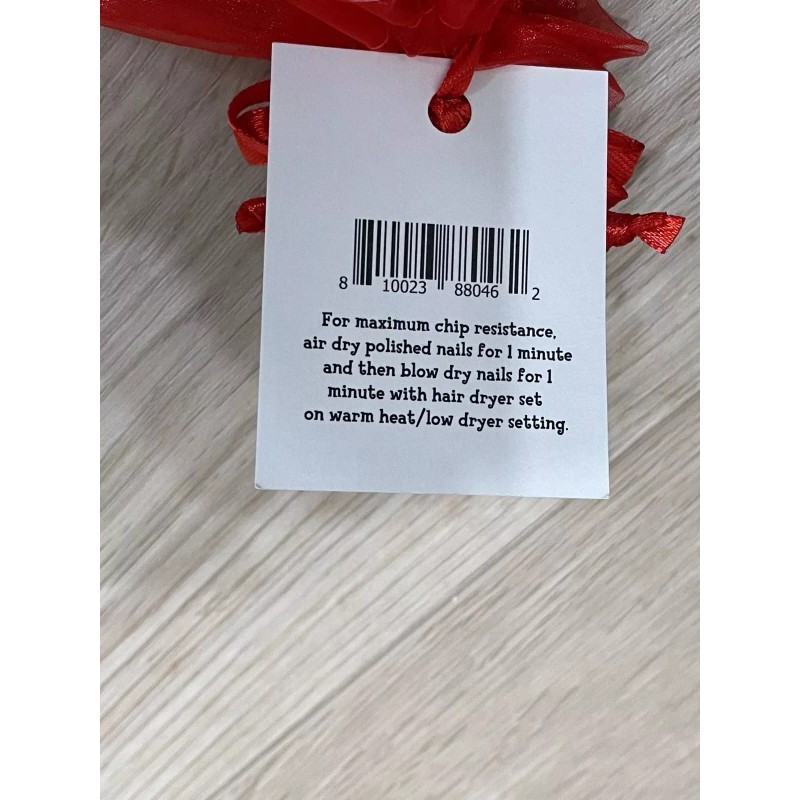 8 10023 88046 2
For maximum chip resistance,
air dry polished nails for 1 minute
and then blow dry nails for 1
minute with hair dryer set
on warm heat/low dryer setting.